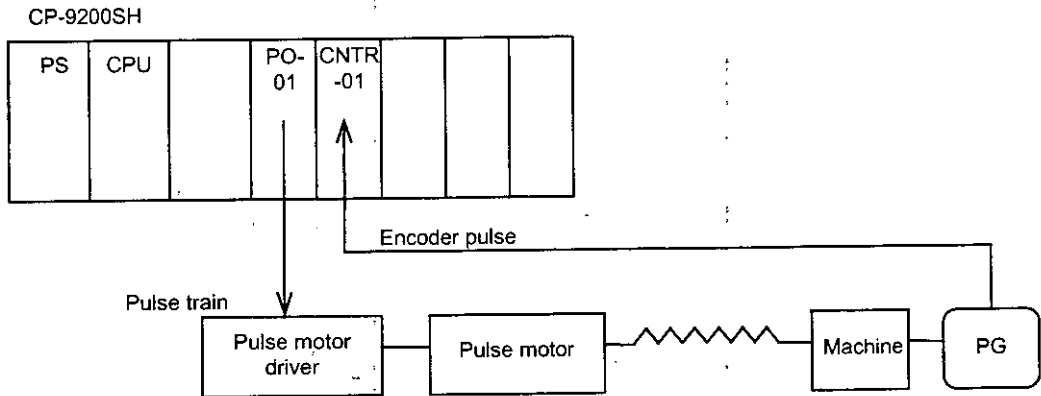 CP-9200SH
PS
CPU
PO-
01
CNTR
-01
Encoder pulse
Pulse train
Pulse motor
driver
Pulse motor
Machine
PG